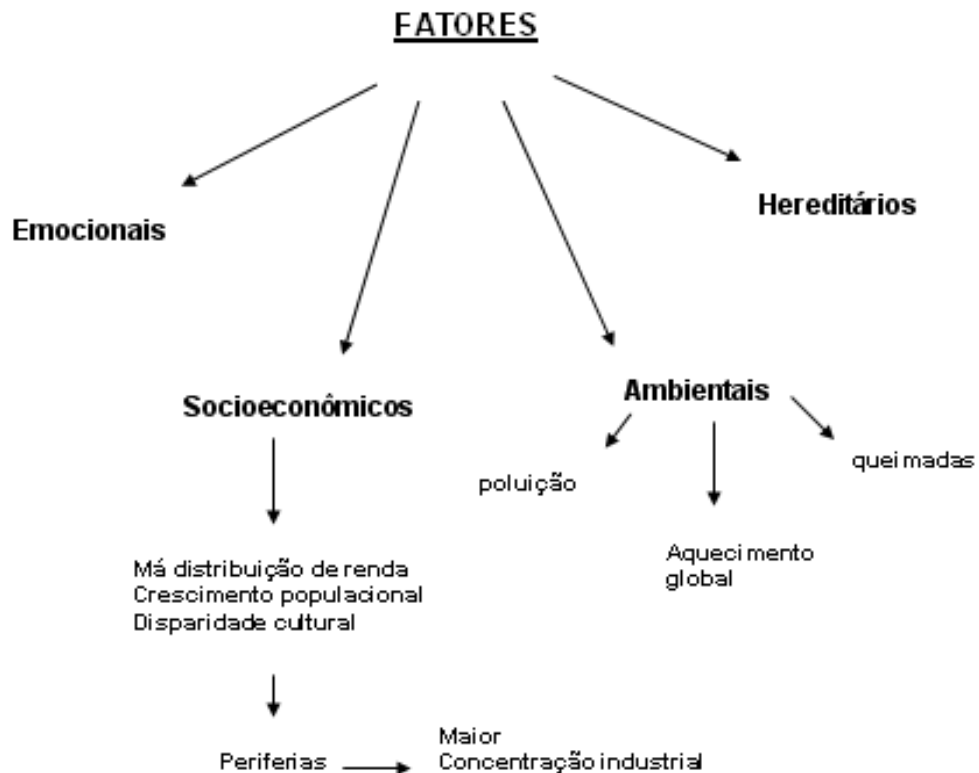 FATORES
Emocionais
Hereditários
Socioeconômicos
Ambientais
poluição
queimadas
Aquecimento
global
Má distribuição de renda
Crescimento populacional
Disparidade cultural
Periferias
Maior
Concentração industrial